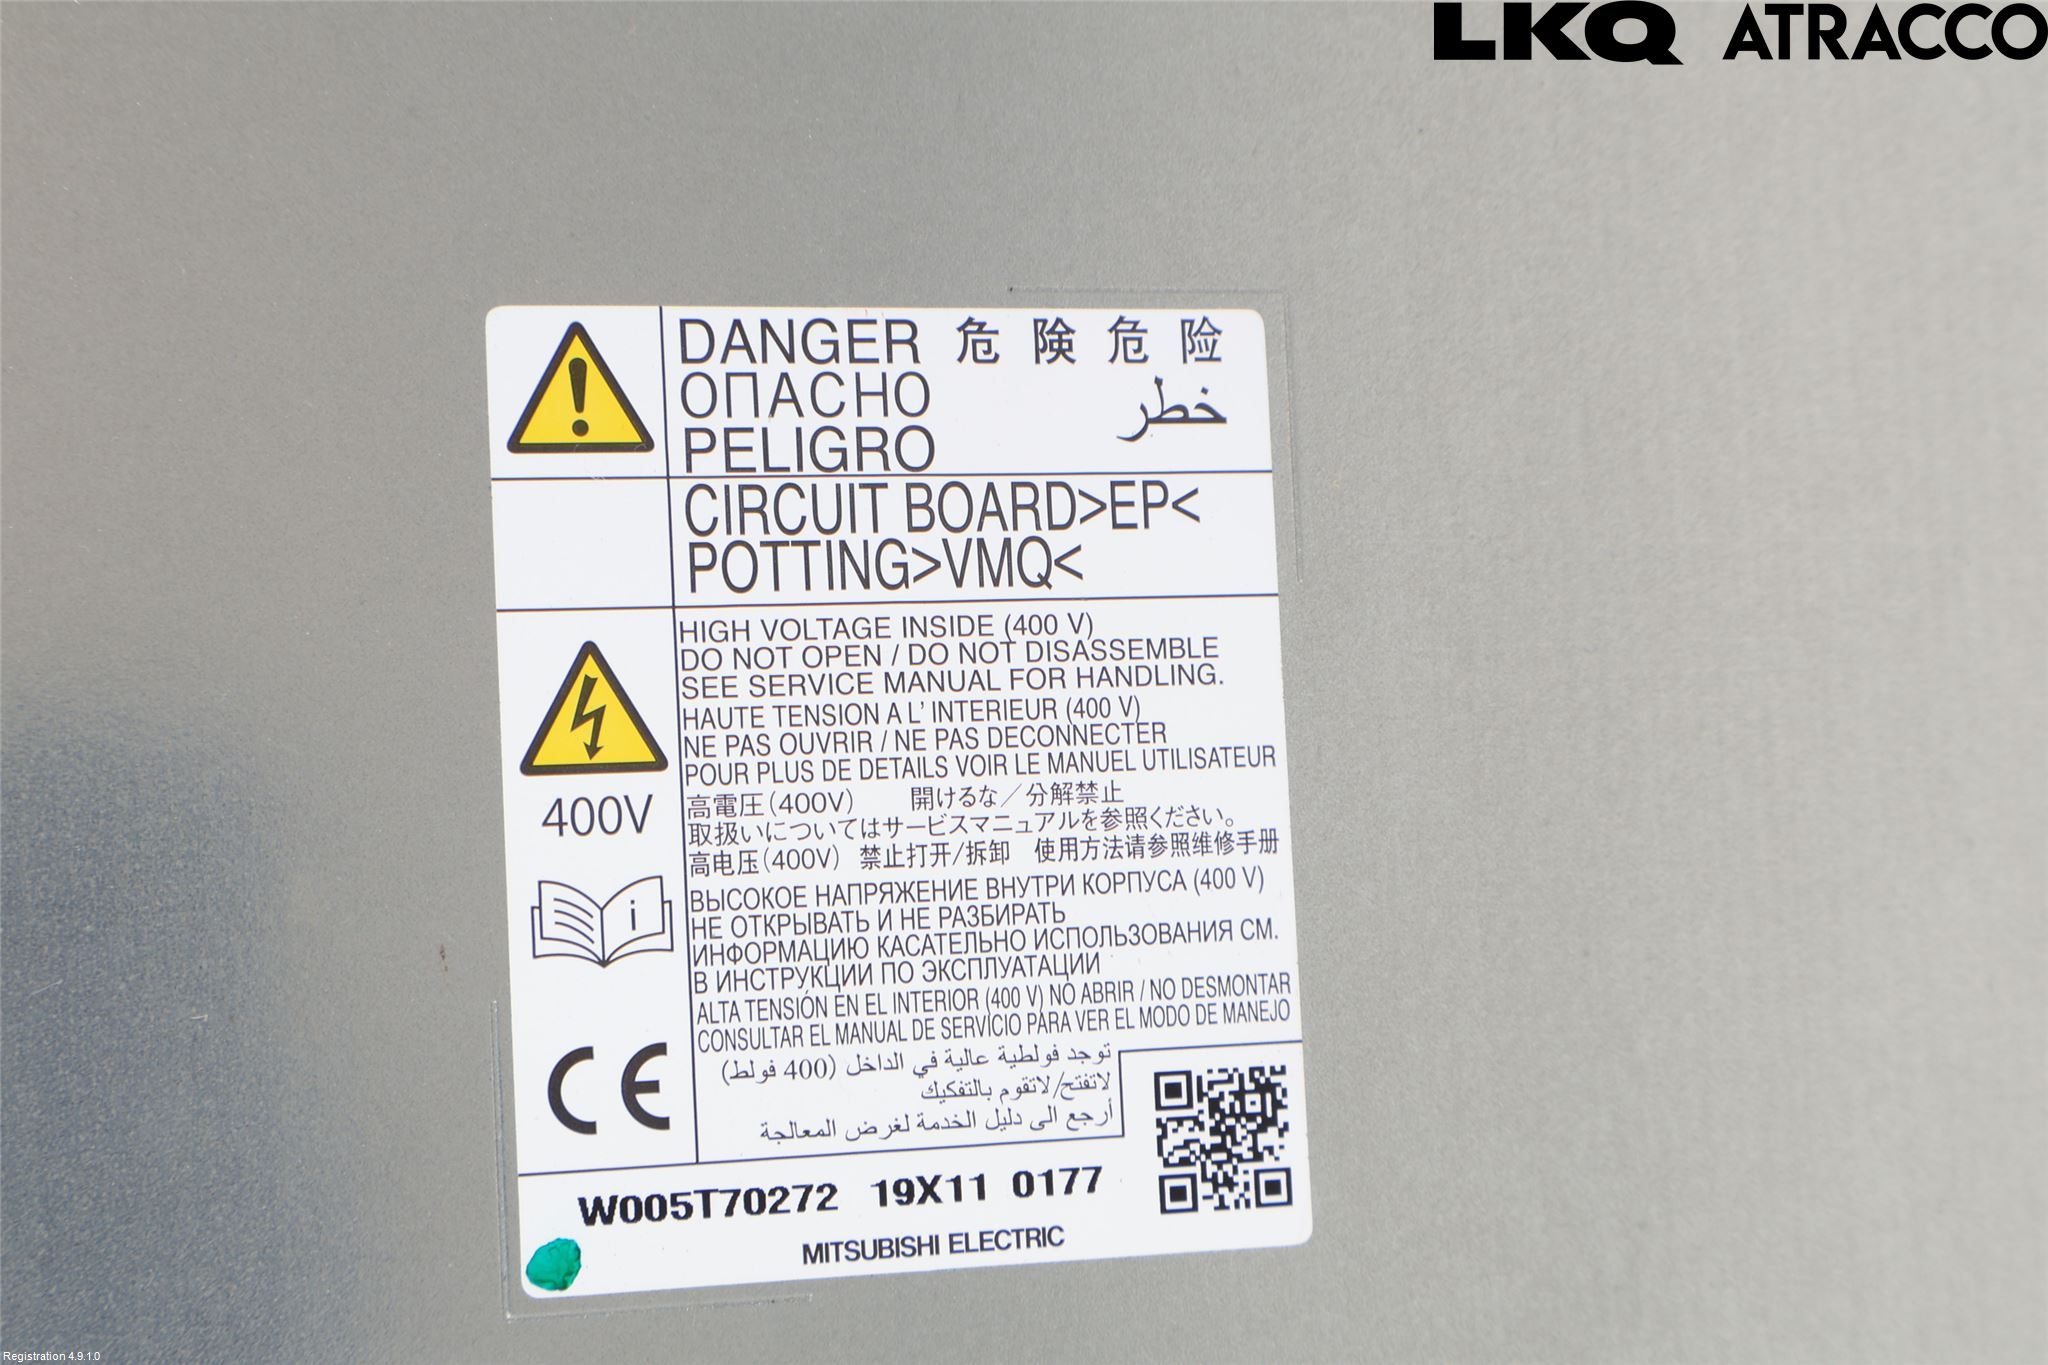 LKQ ATRACCO
DANGER 危 険 危 险
ОПАСНО خطر
PELIGRO
CIRCUIT BOARD>EP<
POTTING>VMQ<
HIGH VOLTAGE INSIDE (400 V)
DO NOT OPEN / DO NOT DISASSEMBLE
SEE SERVICE MANUAL FOR HANDLING.
HAUTE TENSION A L' INTERIEUR (400 V)
NE PAS OUVRIR / NE PAS DECONNECTER
POUR PLUS DE DETAILS VOIR LE MANUEL UTILISATEUR
高電圧(400V) 開けるな／分解禁止
取扱いについてはサービスマニュアルを参照ください。
高电压(400V) 禁止打开/拆卸 使用方法请参照维修手册
ВЫСОКОЕ НАПРЯЖЕНИЕ ВНУТРИ КОРПУСА (400 V)
НЕ ОТКРЫВАТЬ И НЕ РАЗБИРАТЬ
ИНФОРМАЦИЮ КАСАТЕЛЬНО ИСПОЛЬЗОВАНИЯ СМ.
В ИНСТРУКЦИИ ПО ЭКСПЛУАТАЦИИ
ALTA TENSIÓN EN EL INTERIOR (400 V) NO ABRIR / NO DESMONTAR
CONSULTAR EL MANUAL DE SERVICIO PARA VER EL MODO DE MANEJO
توجد فولطية عالية في الداخل (400 فولط)
لاتفتح/لاتقوم بالتفكيك
أرجع الى دليل الخدمة لغرض المعالجة
400V
i
CE
W005T70272 19X11 0177
MITSUBISHI ELECTRIC
Registration 4.9.1.0